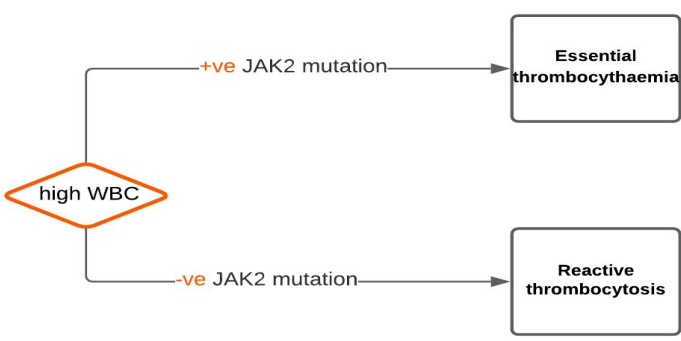 Essential
thrombocythaemia
+ve JAK2 mutation
high WBC
-ve JAK2 mutation
Reactive
thrombocytosis